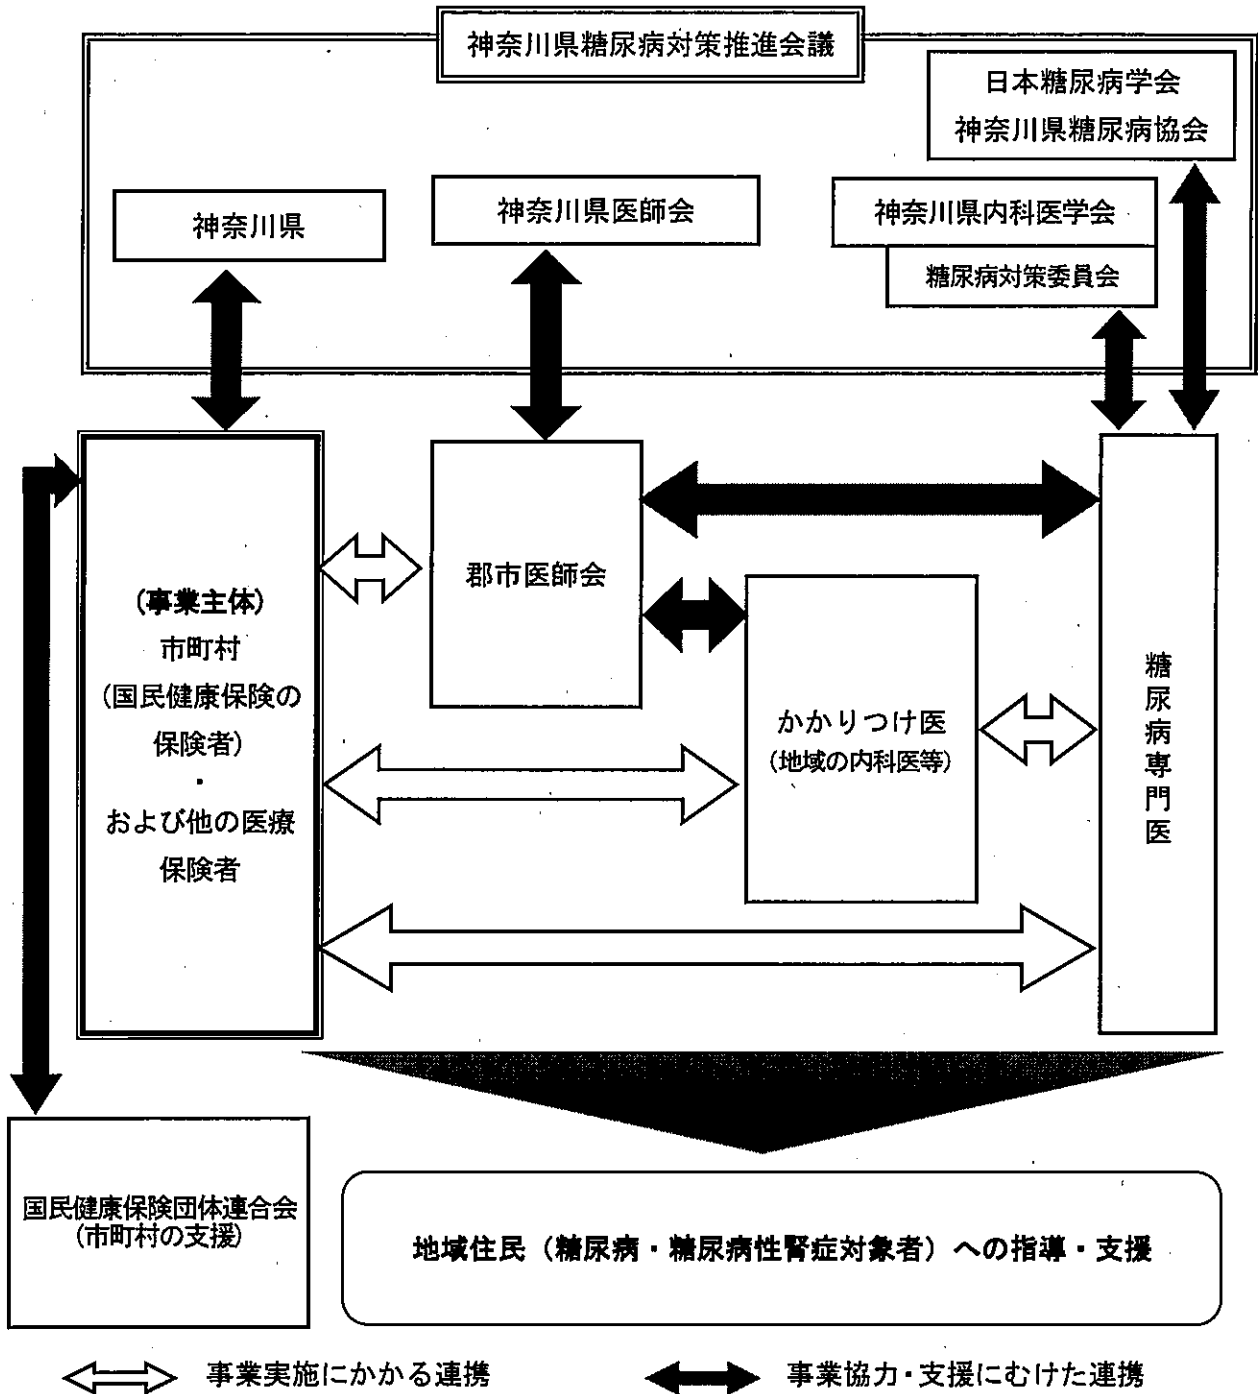 神奈川県糖尿病対策推進会議
日本糖尿病学会
神奈川県糖尿病協会
神奈川県
神奈川県医師会
神奈川県内科医学会
糖尿病対策委員会
(事業主体)
市町村
(国民健康保険の
保険者)
・
および他の医療
保険者
郡市医師会
かかりつけ医
(地域の内科医等)
糖尿病専門医
国民健康保険団体連合会
(市町村の支援)
地域住民（糖尿病・糖尿病性腎症対象者）への指導・支援
事業実施にかかる連携
事業協力・支援にむけた連携